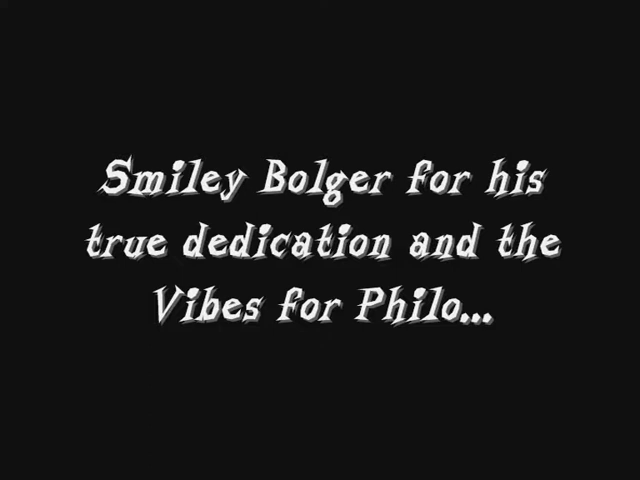 Smiley Bolger for his
true dedication and the
Vibes for Philo...